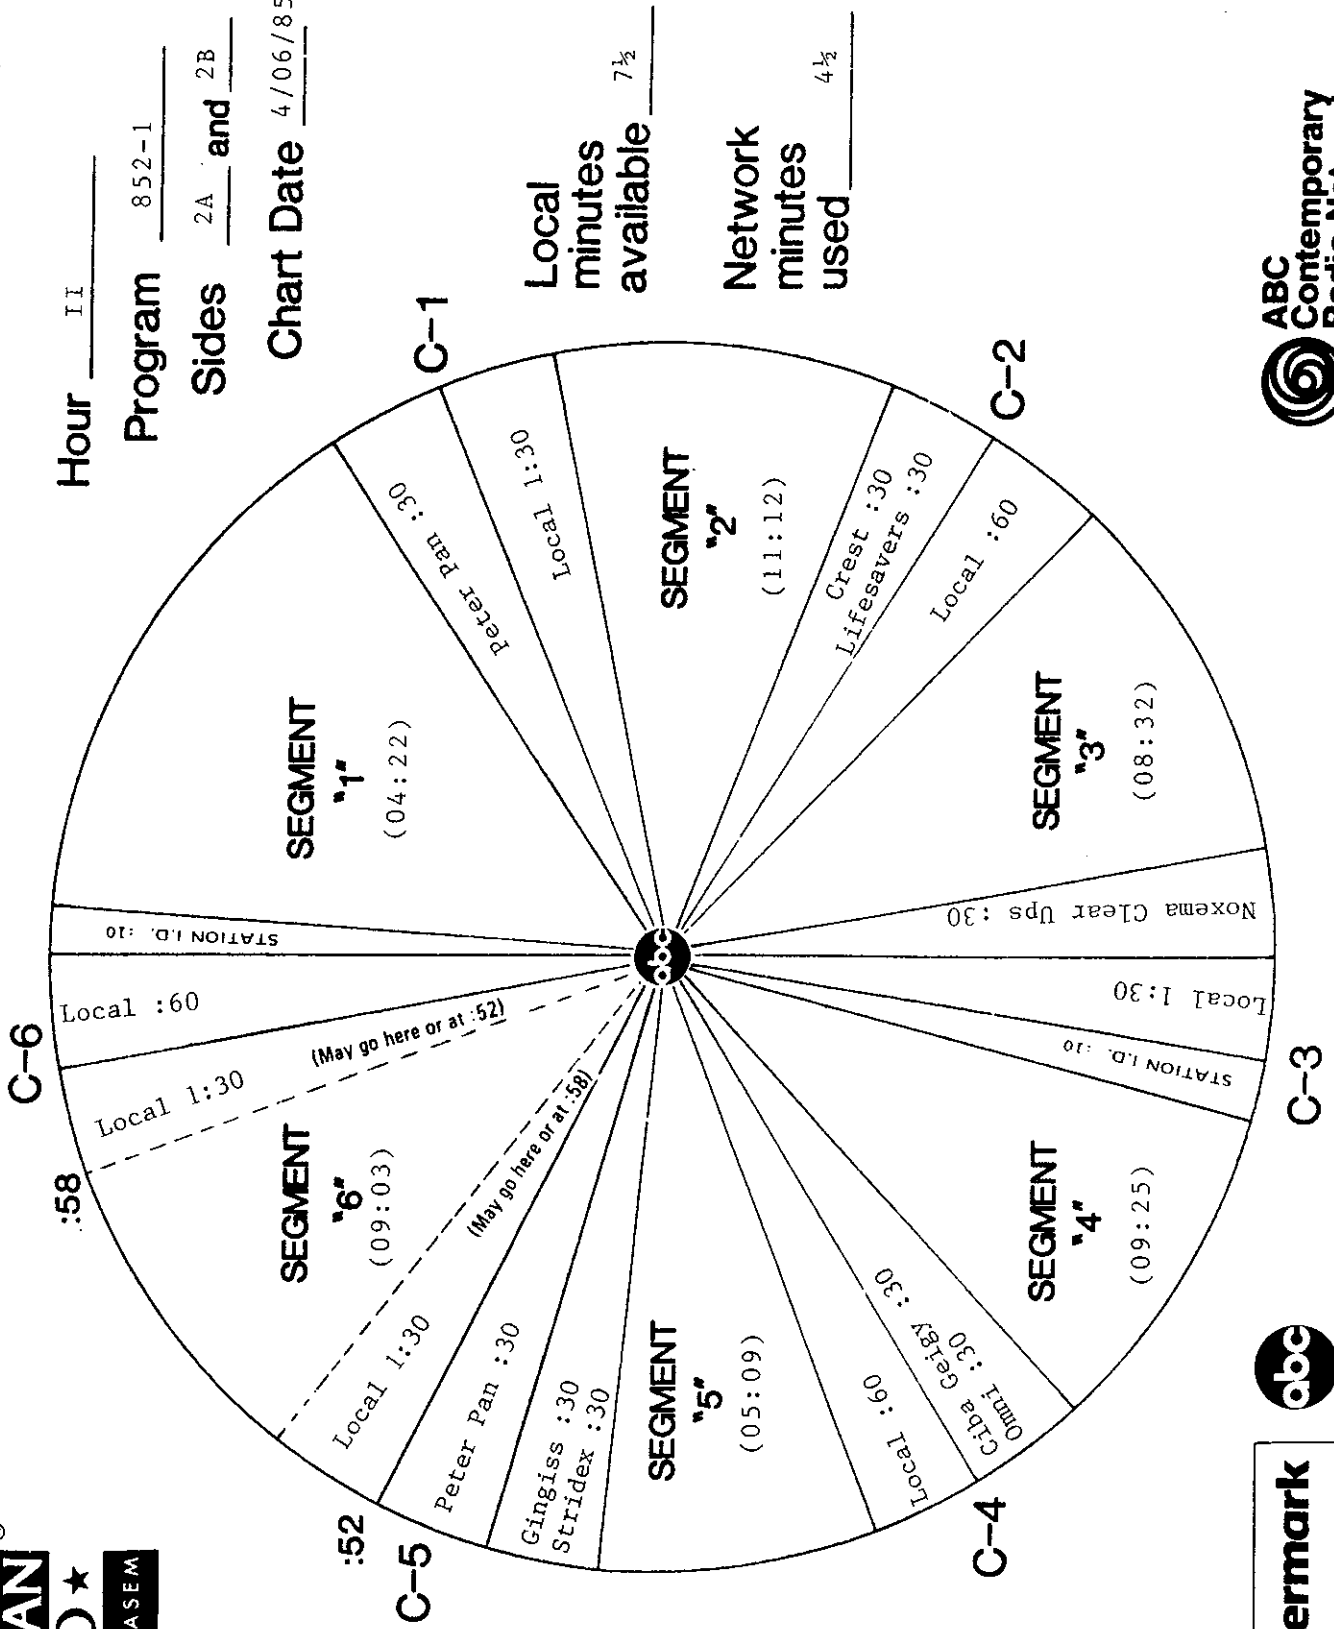 Hour II
Program 852-1
Sides 2A and 2B
Chart Date 4/06/85
Local
minutes
available 7½
Network
minutes
used 4½
SEGMENT
"1"
(04:22)
Peter Pan :30
C-1
Local 1:30
SEGMENT
"2"
(11:12)
Crest :30
Lifesavers :30
C-2
Local :60
SEGMENT
"3"
(08:32)
Noxema Clear Ups :30
Local 1:30
C-3
STATION I.D. :10
SEGMENT
"4"
(09:25)
Ciba Geigy :30
Omni :30
C-4
Local :60
SEGMENT
"5"
(05:09)
Gingiss :30
Stridex :30
C-5
Peter Pan :30
:52
Local 1:30
(May go here or at :58)
SEGMENT
"6"
(09:03)
:58
Local 1:30
(May go here or at :52)
C-6
Local :60
STATION I.D. :10
abc
ABC
Contemporary
abc